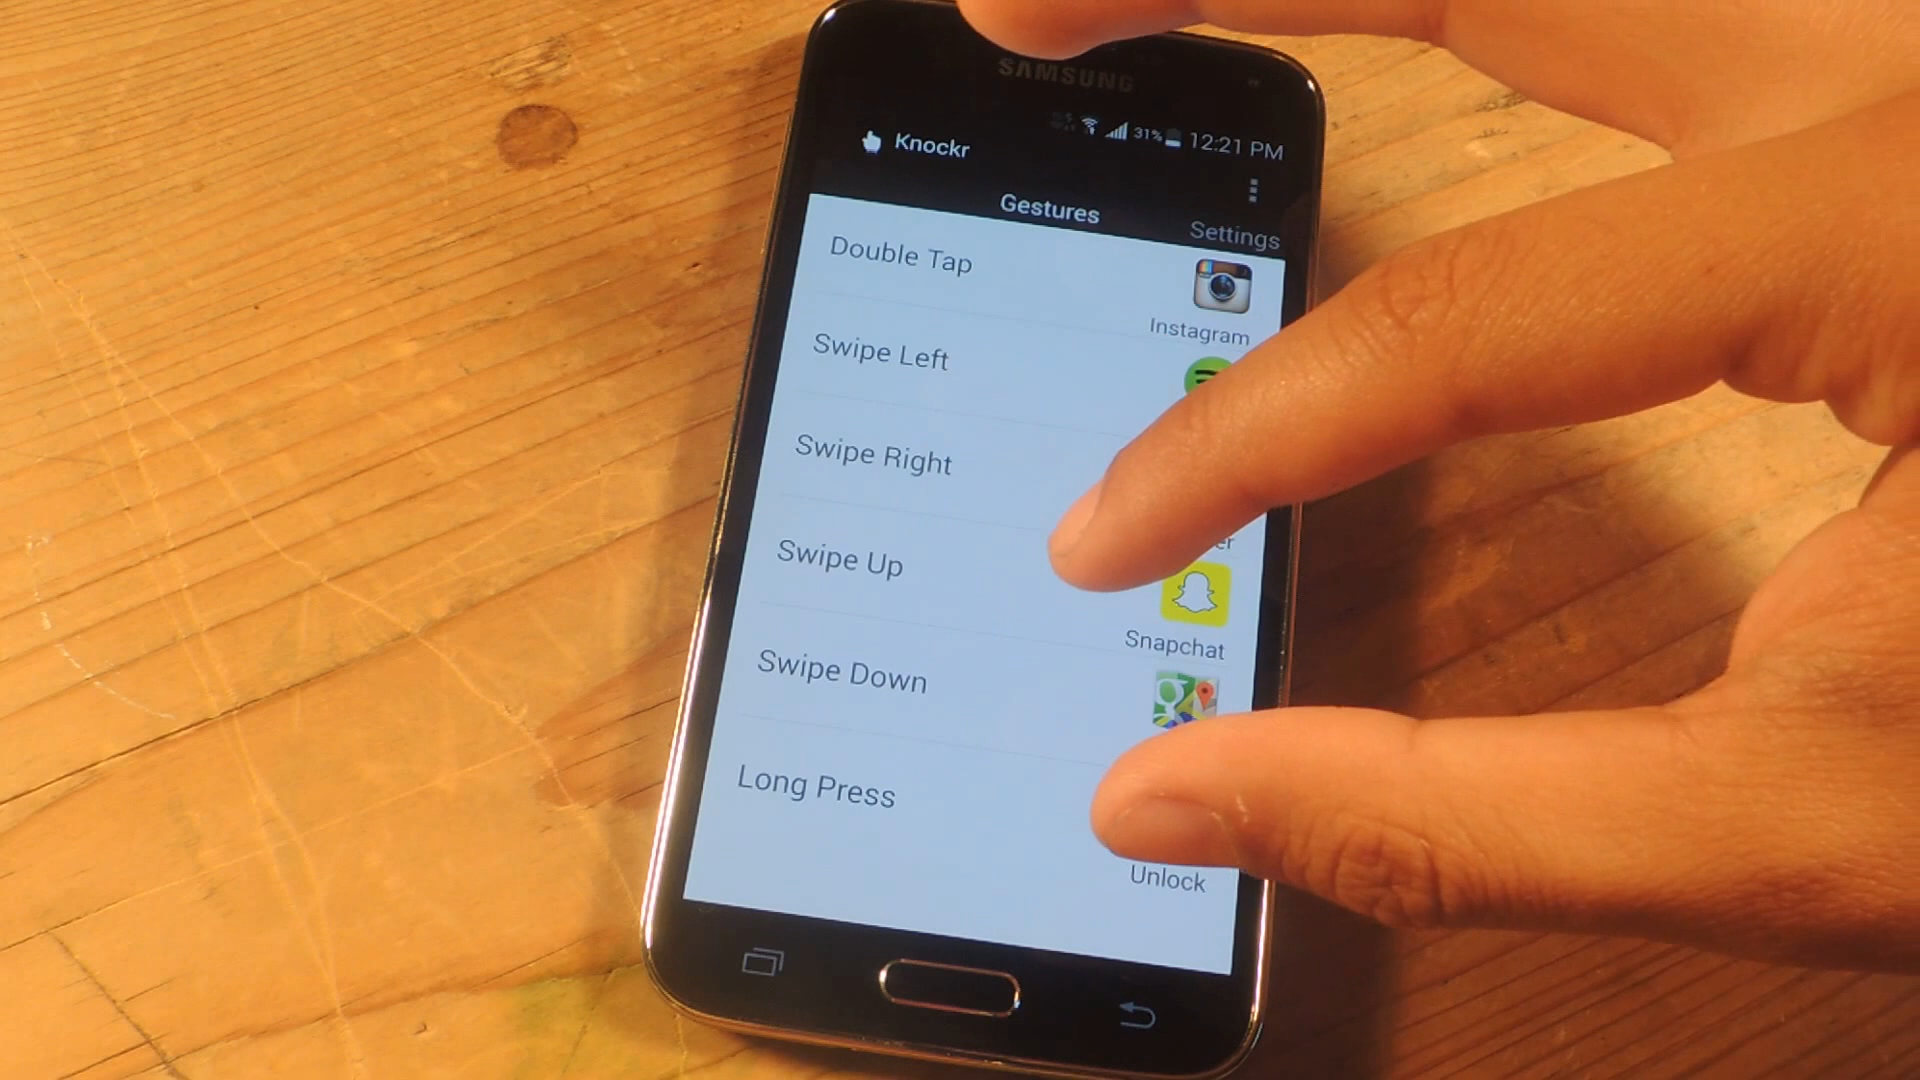 SAMSUNG
31% 12:21 PM
Knockr
Gestures
Settings
Double Tap
Instagram
Swipe Left
Swipe Right
er
Swipe Up
Snapchat
Swipe Down
g
Long Press
Unlock